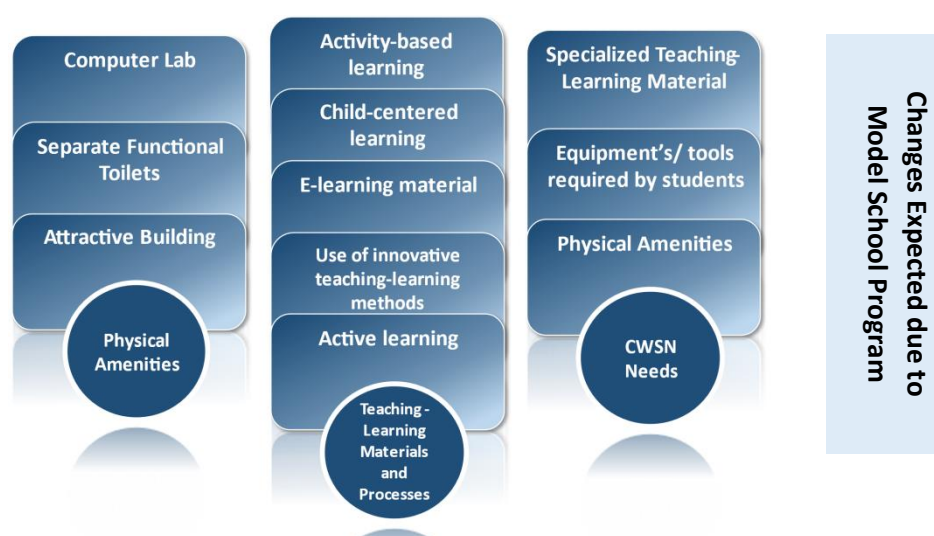 Computer Lab
Separate Functional
Toilets
Attractive Building
Physical
Amenities
Activity-based
learning
Child-centered
learning
E-learning material
Use of innovative
teaching-learning
methods
Active learning
Teaching -
Learning
Materials
and
Processes
Specialized Teaching-
Learning Material
Equipment's/ tools
required by students
Physical Amenities
CWSN
Needs
Changes Expected due to
Model School Program